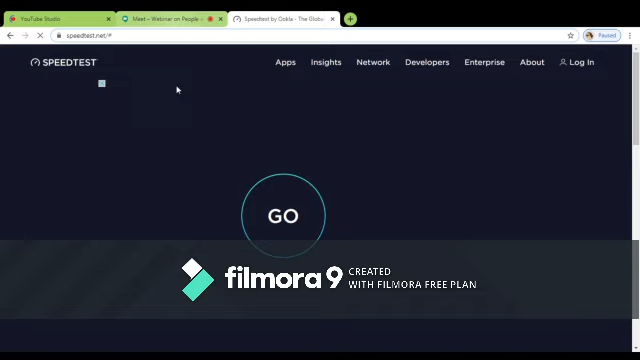 YouTube Studio
Meet – Webinar on People
Speedtest by Ookla - The Global
speedtest.net/#
Paused
SPEEDTEST
Apps Insights Network Developers Enterprise About Log In
GO
filmora 9 CREATED
WITH FILMORA FREE PLAN